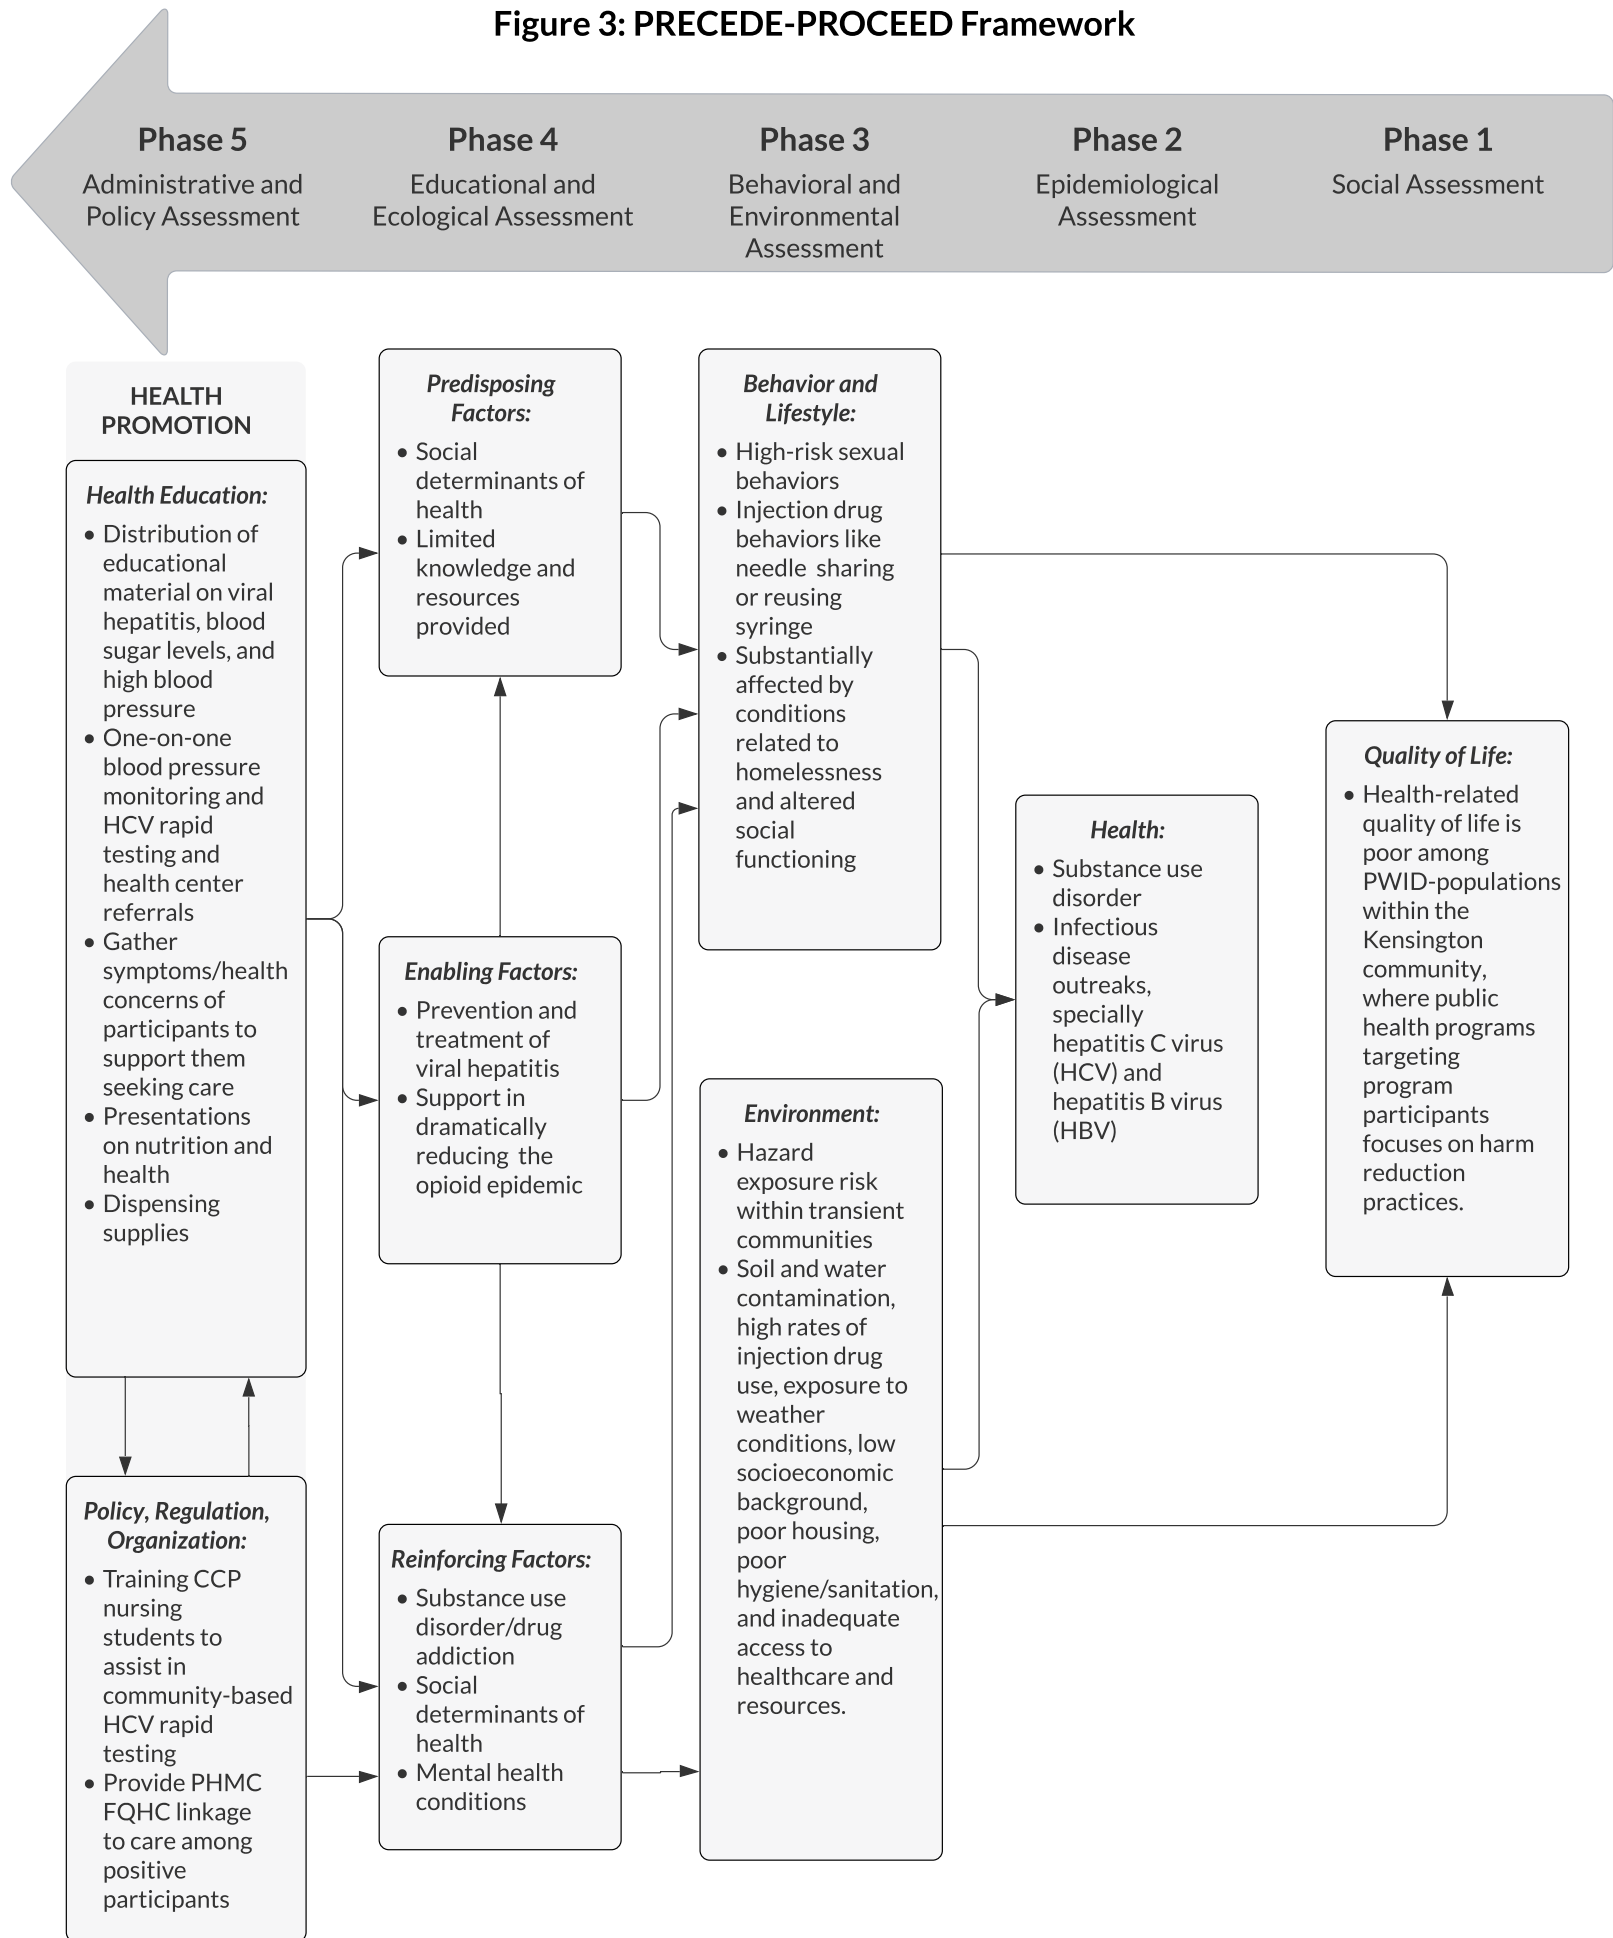 Figure 3: PRECEDE-PROCEED Framework
Phase 5
Administrative and
Policy Assessment
Phase 4
Educational and
Ecological Assessment
Phase 3
Behavioral and
Environmental
Assessment
Phase 2
Epidemiological
Assessment
Phase 1
Social Assessment
HEALTH
PROMOTION
Health Education:
• Distribution of
educational
material on viral
hepatitis, blood
sugar levels, and
high blood
pressure
• One-on-one
blood pressure
monitoring and
HCV rapid
testing and
health center
referrals
• Gather
symptoms/health
concerns of
participants to
support them
seeking care
• Presentations
on nutrition and
health
• Dispensing
supplies
Policy, Regulation,
Organization:
• Training CCP
nursing
students to
assist in
community-based
HCV rapid
testing
• Provide PHMC
FQHC linkage
to care among
positive
participants
Predisposing
Factors:
• Social
determinants of
health
• Limited
knowledge and
resources
provided
Enabling Factors:
• Prevention and
treatment of
viral hepatitis
• Support in
dramatically
reducing the
opioid epidemic
Reinforcing Factors:
• Substance use
disorder/drug
addiction
• Social
determinants of
health
• Mental health
conditions
Behavior and
Lifestyle:
• High-risk sexual
behaviors
• Injection drug
behaviors like
needle sharing
or reusing
syringe
• Substantially
affected by
conditions
related to
homelessness
and altered
social
functioning
Environment:
• Hazard
exposure risk
within transient
communities
• Soil and water
contamination,
high rates of
injection drug
use, exposure to
weather
conditions, low
socioeconomic
background,
poor housing,
poor
hygiene/sanitation,
and inadequate
access to
healthcare and
resources.
Health:
• Substance use
disorder
• Infectious
disease
outreaks,
specially
hepatitis C virus
(HCV) and
hepatitis B virus
(HBV)
Quality of Life:
• Health-related
quality of life is
poor among
PWID-populations
within the
Kensington
community,
where public
health programs
targeting
program
participants
focuses on harm
reduction
practices.